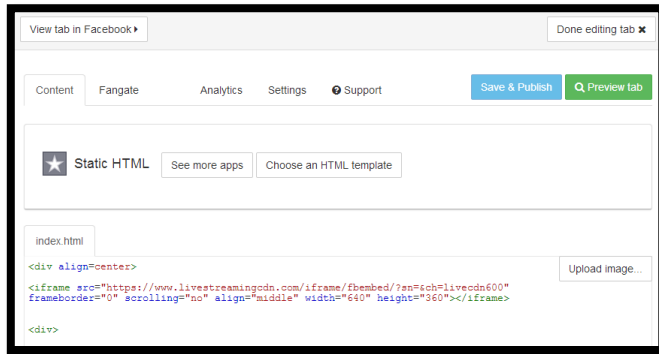 View tab in Facebook
Done editing tab ✖
Content Fangate Analytics Settings Support Save & Publish Preview tab
Static HTML See more apps Choose an HTML template
index.html
<div align=center>
Upload image...
<iframe src="https://www.livestreamingcdn.com/iframe/fbembed/?sn=&ch=livecdn600"
frameborder="0" scrolling="no" align="middle" width="640" height="360"></iframe>
<div>